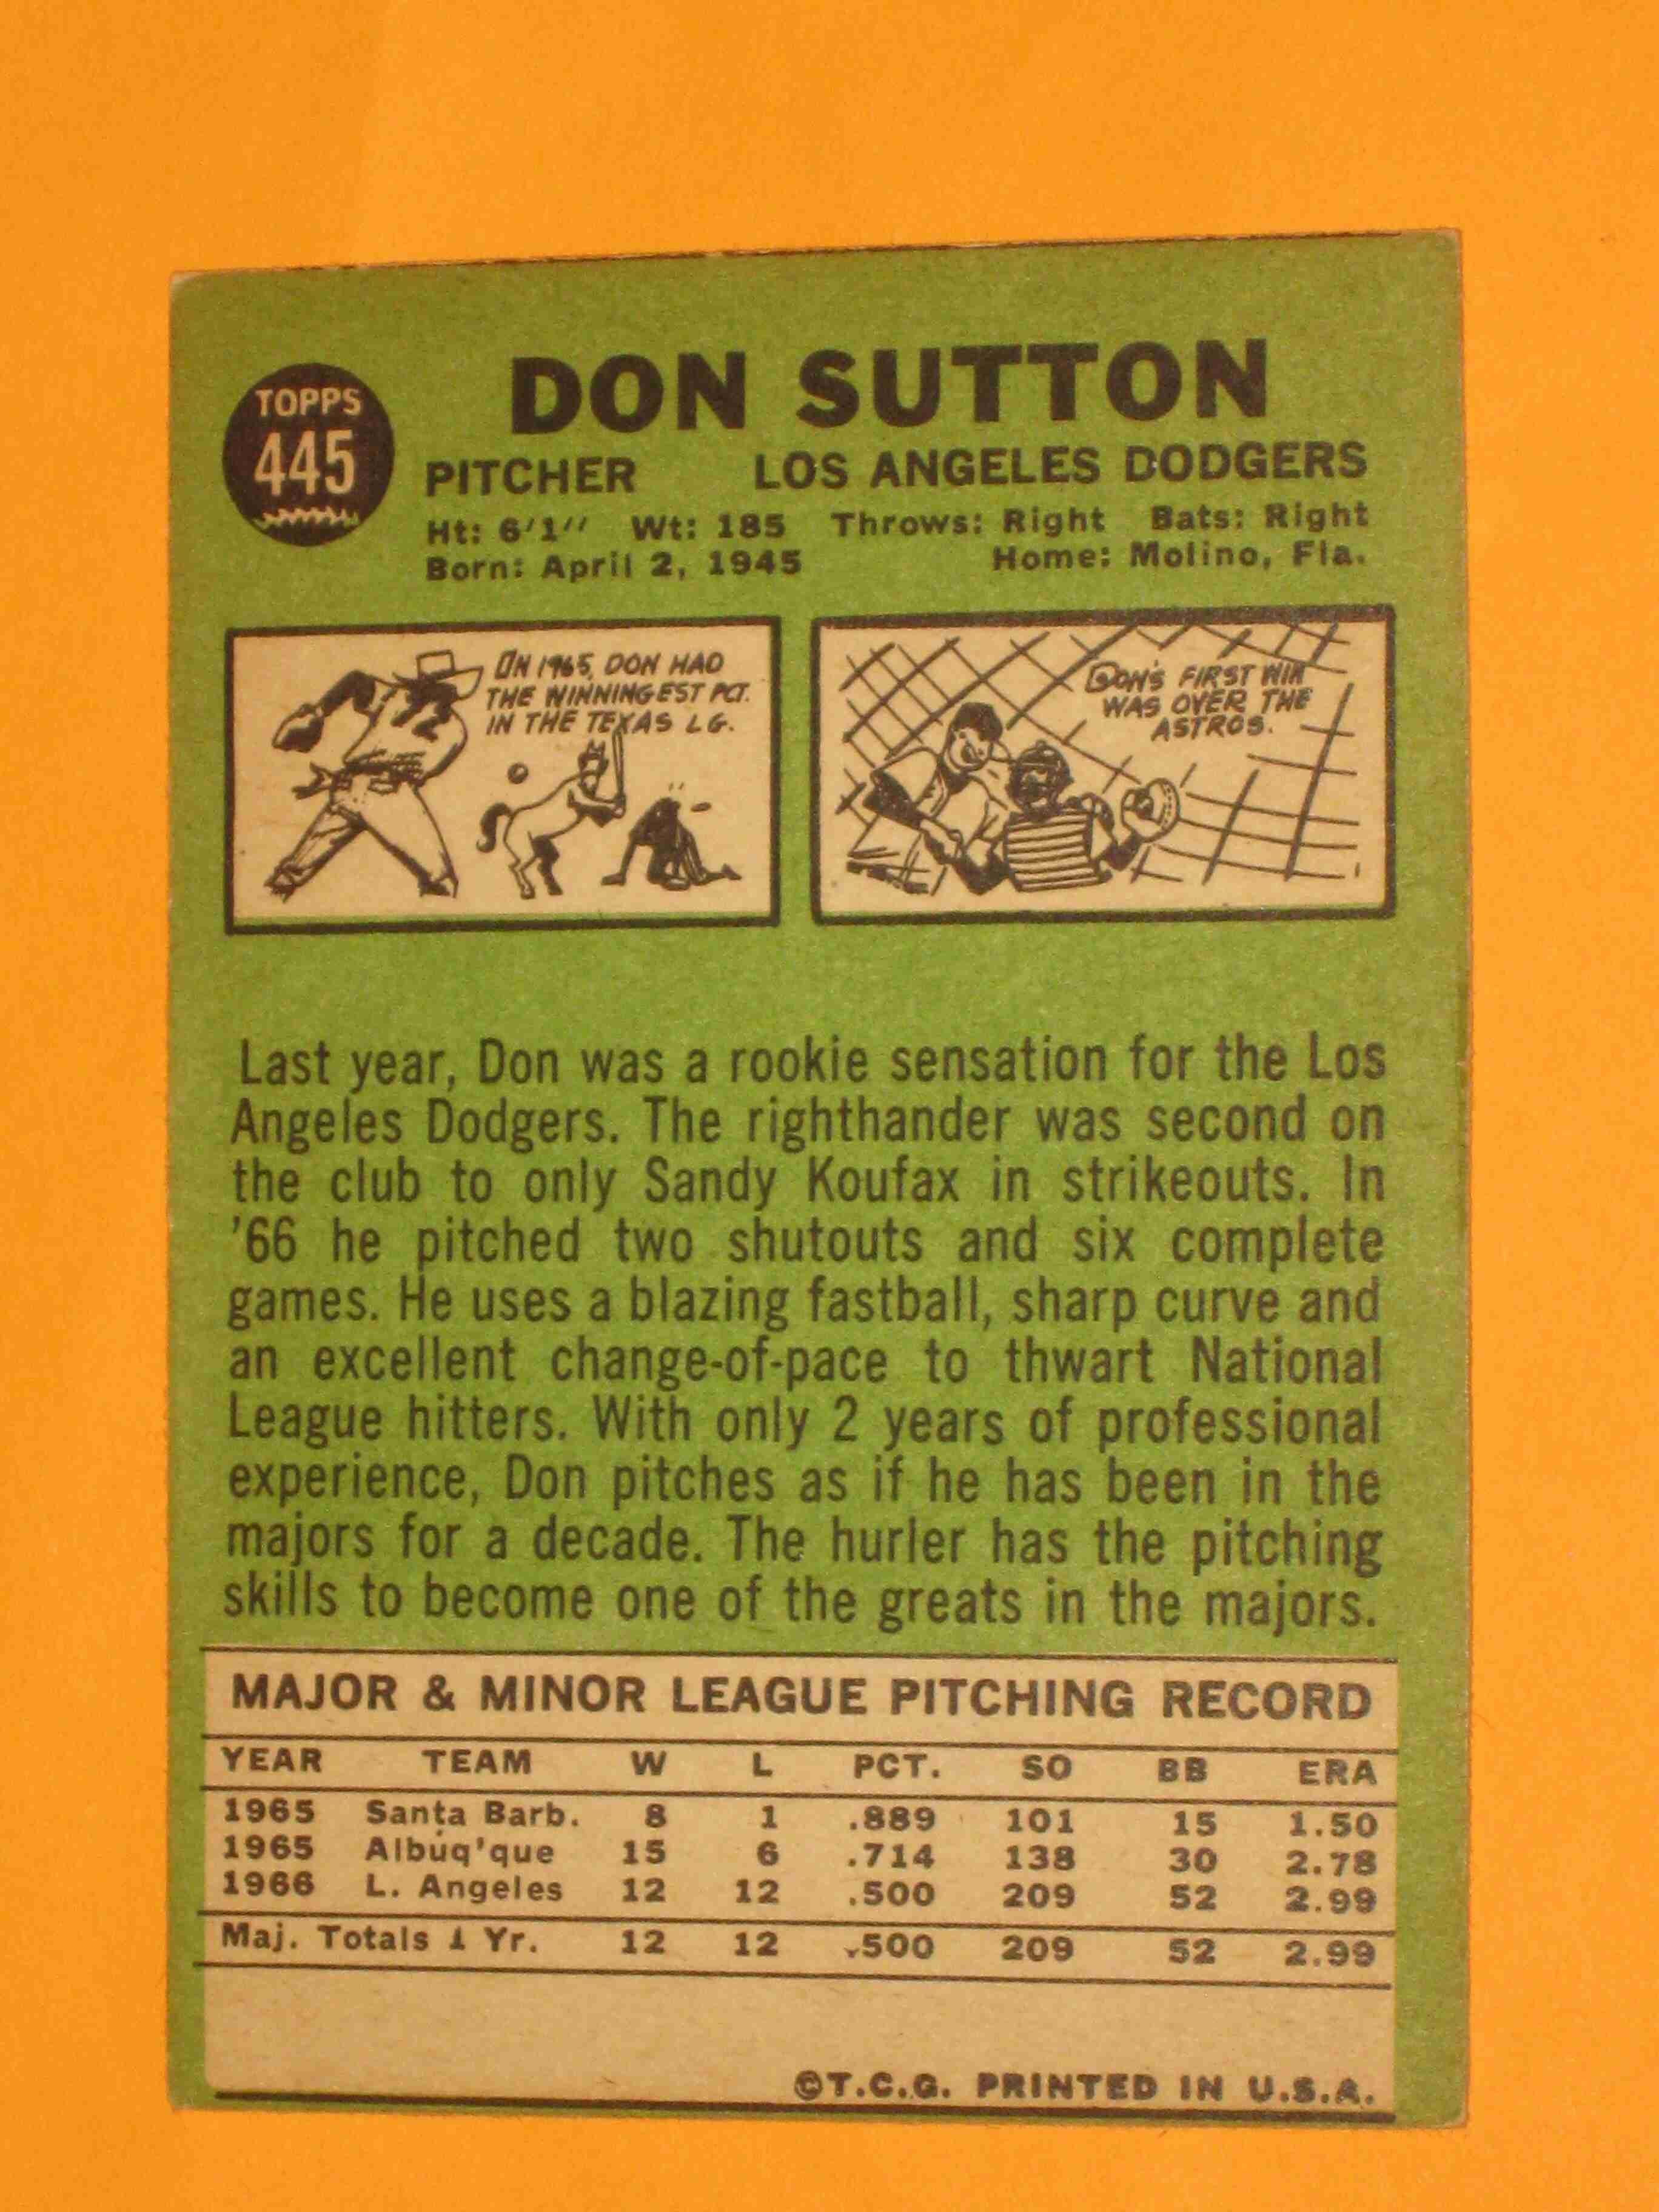 TOPPS
445
DON SUTTON
PITCHER LOS ANGELES DODGERS
Ht: 6'1" Wt: 185 Throws: Right Bats: Right
Born: April 2, 1945 Home: Molino, Fla.
IN 1965, DON HAD
THE WINNINGEST PCT.
IN THE TEXAS LG.
DON'S FIRST WIN
WAS OVER THE
ASTROS.
Last year, Don was a rookie sensation for the Los
Angeles Dodgers. The righthander was second on
the club to only Sandy Koufax in strikeouts. In
'66 he pitched two shutouts and six complete
games. He uses a blazing fastball, sharp curve and
an excellent change-of-pace to thwart National
League hitters. With only 2 years of professional
experience, Don pitches as if he has been in the
majors for a decade. The hurler has the pitching
skills to become one of the greats in the majors.
MAJOR & MINOR LEAGUE PITCHING RECORD
YEAR TEAM W L PCT. SO BB ERA
1965 Santa Barb. 8 1 .889 101 15 1.50
1965 Albuq'que 15 6 .714 138 30 2.78
1966 L. Angeles 12 12 .500 209 52 2.99
Maj. Totals 1 Yr. 12 12 .500 209 52 2.99
©T.C.G. PRINTED IN U.S.A.